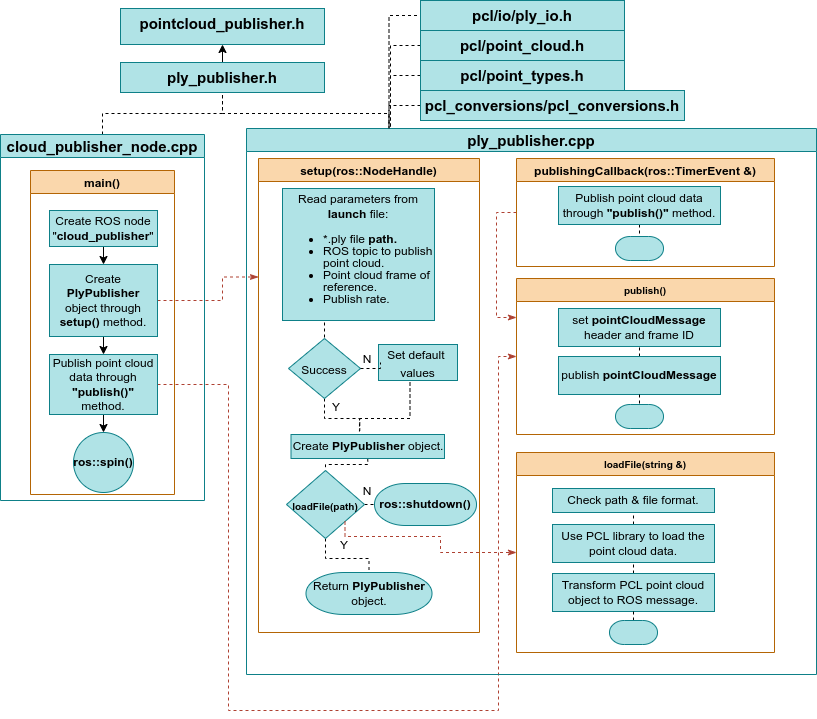 pointcloud_publisher.h
ply_publisher.h
pcl/io/ply_io.h
pcl/point_cloud.h
pcl/point_types.h
pcl_conversions/pcl_conversions.h
cloud_publisher_node.cpp
main()
Create ROS node
"cloud_publisher"
Create
PlyPublisher
object through
setup() method.
Publish point cloud
data through
"publish()"
method.
ros::spin()
ply_publisher.cpp
setup(ros::NodeHandle)
Read parameters from
launch file:
• *.ply file path.
• ROS topic to publish
point cloud.
• Point cloud frame of
reference.
• Publish rate.
Success
N
Set default
values
Y
Create PlyPublisher object.
loadFile(path)
N
ros::shutdown()
Y
Return PlyPublisher
object.
publishingCallback(ros::TimerEvent &)
Publish point cloud data
through "publish()" method.
publish()
set pointCloudMessage
header and frame ID
publish pointCloudMessage
loadFile(string &)
Check path & file format.
Use PCL library to load the
point cloud data.
Transform PCL point cloud
object to ROS message.